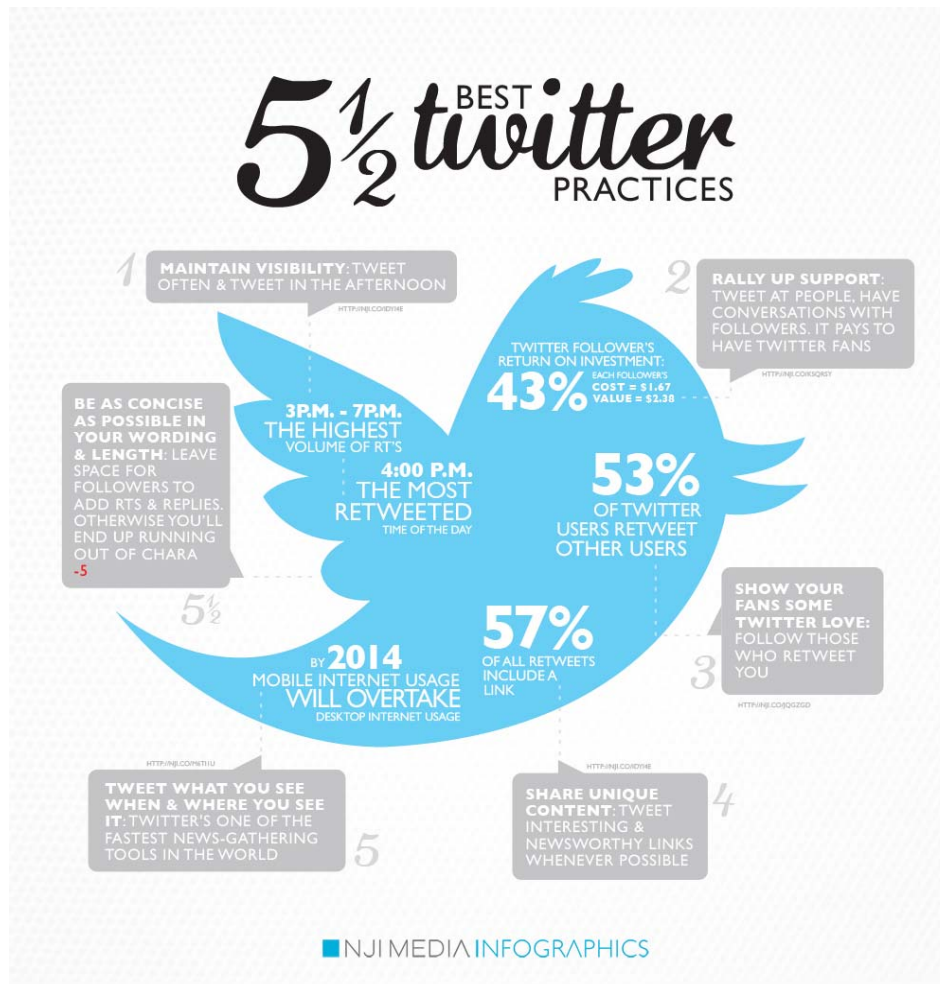 5 ½ BEST twitter
PRACTICES
1
MAINTAIN VISIBILITY: TWEET
OFTEN & TWEET IN THE AFTERNOON
3P.M. - 7P.M.
THE HIGHEST
VOLUME OF RT'S
4:00 P.M.
THE MOST
RETWEETED
TIME OF THE DAY
2
RALLY UP SUPPORT:
TWEET AT PEOPLE, HAVE
CONVERSATIONS WITH
FOLLOWERS. IT PAYS TO
HAVE TWITTER FANS
TWITTER FOLLOWER'S
RETURN ON INVESTMENT:
43% EACH FOLLOWER'S
COST = $1.67
VALUE = $2.38
53%
OF TWITTER
USERS RETWEET
OTHER USERS
SHOW YOUR
FANS SOME
TWITTER LOVE:
FOLLOW THOSE
WHO RETWEET
YOU
3
57%
OF ALL RETWEETS
INCLUDE A
LINK
SHARE UNIQUE
CONTENT: TWEET
INTERESTING &
NEWSWORTHY LINKS
WHENEVER POSSIBLE
4
BY 2014
MOBILE INTERNET USAGE
WILL OVERTAKE
DESKTOP INTERNET USAGE
TWEET WHAT YOU SEE
WHEN & WHERE YOU SEE
IT: TWITTER'S ONE OF THE
FASTEST NEWS-GATHERING
TOOLS IN THE WORLD
5
BE AS CONCISE
AS POSSIBLE IN
YOUR WORDING
& LENGTH: LEAVE
SPACE FOR
FOLLOWERS TO
ADD RTS & REPLIES.
OTHERWISE YOU'LL
END UP RUNNING
OUT OF CHARA
-5
5½
NJI MEDIA INFOGRAPHICS